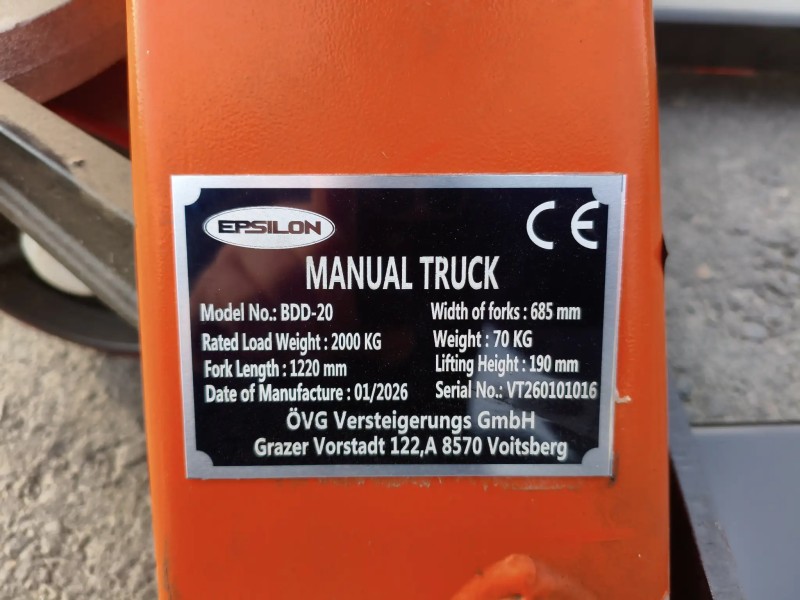 EPSILON
CE
MANUAL TRUCK
Model No.: BDD-20 Width of forks : 685 mm
Rated Load Weight : 2000 KG Weight : 70 KG
Fork Length : 1220 mm Lifting Height : 190 mm
Date of Manufacture : 01/2026 Serial No.: VT260101016
ÖVG Versteigerungs GmbH
Grazer Vorstadt 122,A 8570 Voitsberg